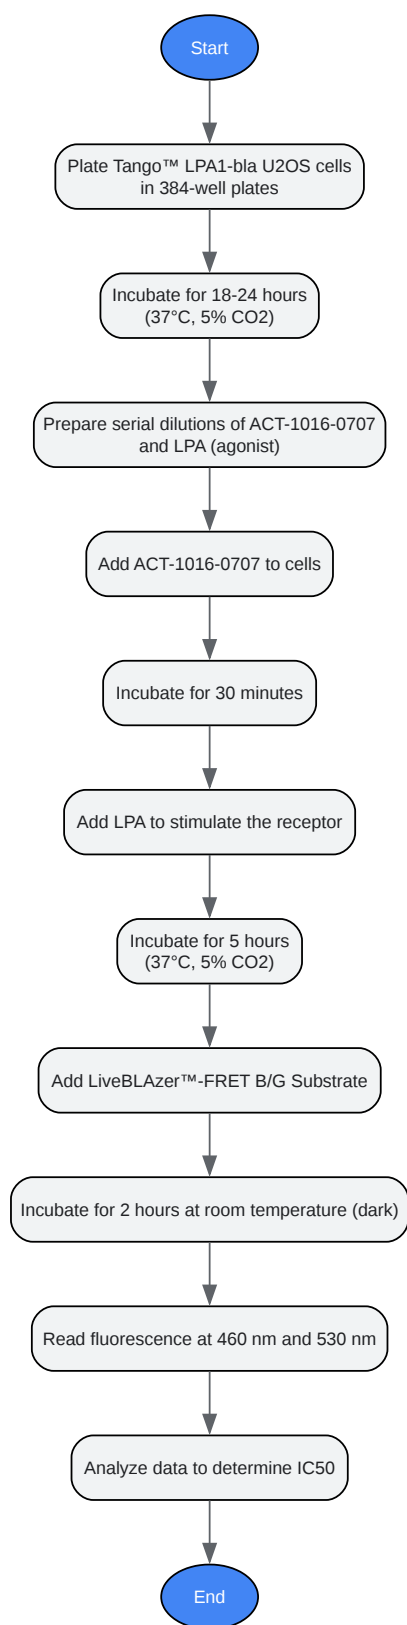 Start
Plate Tango™ LPA1-bla U2OS cells
in 384-well plates
Incubate for 18-24 hours
(37°C, 5% CO2)
Prepare serial dilutions of ACT-1016-0707
and LPA (agonist)
Add ACT-1016-0707 to cells
Incubate for 30 minutes
Add LPA to stimulate the receptor
Incubate for 5 hours
(37°C, 5% CO2)
Add LiveBLAzer™-FRET B/G Substrate
Incubate for 2 hours at room temperature (dark)
Read fluorescence at 460 nm and 530 nm
Analyze data to determine IC50
End